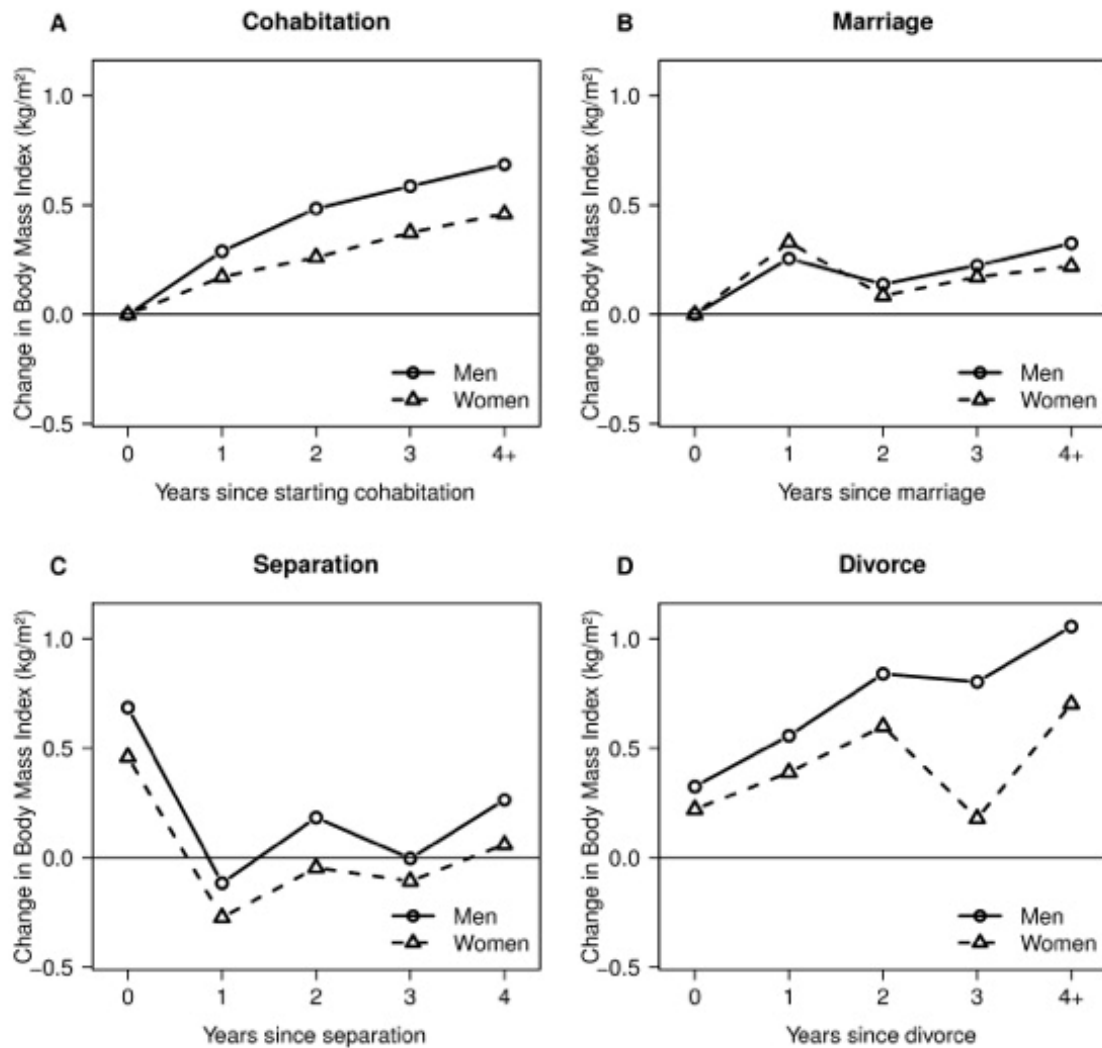 A Cohabitation
Change in Body Mass Index (kg/m²)
1.0
0.5
0.0
−0.5
Men
Women
0 1 2 3 4+
Years since starting cohabitation
B Marriage
Change in Body Mass Index (kg/m²)
1.0
0.5
0.0
−0.5
Men
Women
0 1 2 3 4+
Years since marriage
C Separation
Change in Body Mass Index (kg/m²)
1.0
0.5
0.0
−0.5
Men
Women
0 1 2 3 4
Years since separation
D Divorce
Change in Body Mass Index (kg/m²)
1.0
0.5
0.0
−0.5
Men
Women
0 1 2 3 4+
Years since divorce